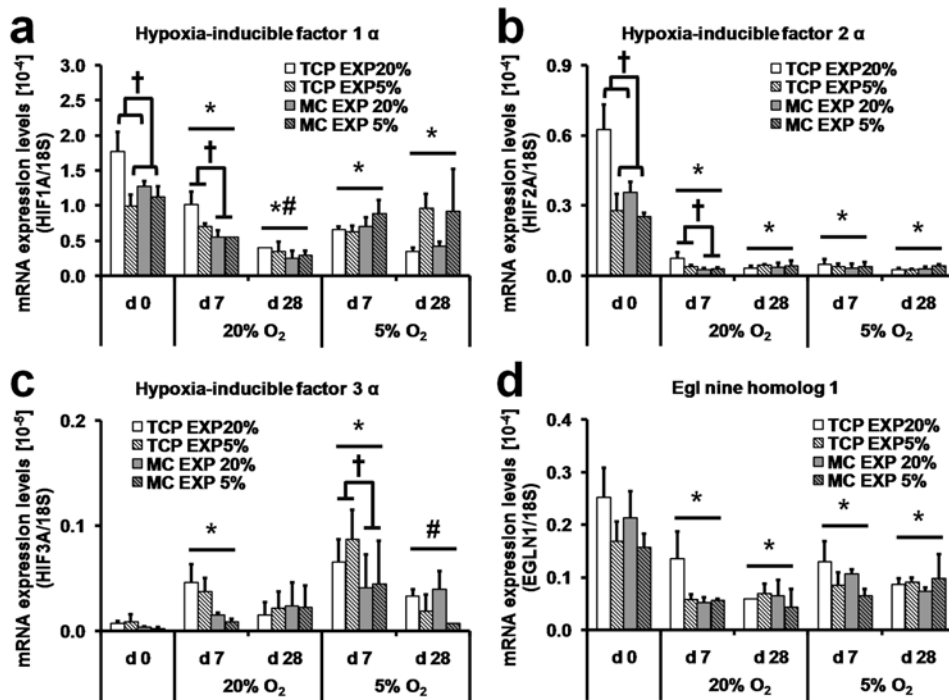 a
Hypoxia-inducible factor 1 α
mRNA expression levels [10-4]
(HIF1A/18S)
3.0
2.5
2.0
1.5
1.0
0.5
0.0
TCP EXP20%
TCP EXP5%
MC EXP 20%
MC EXP 5%
†
*
†
*#
*
*
d 0
d 7
d 28
d 7
d 28
20% O2
5% O2
b
Hypoxia-inducible factor 2 α
mRNA expression levels [10-4]
(HIF2A/18S)
0.9
0.6
0.3
0.0
TCP EXP20%
TCP EXP5%
MC EXP 20%
MC EXP 5%
†
*
†
*
*
*
d 0
d 7
d 28
d 7
d 28
20% O2
5% O2
c
Hypoxia-inducible factor 3 α
mRNA expression levels [10-5]
(HIF3A/18S)
0.2
0.1
0.0
TCP EXP20%
TCP EXP5%
MC EXP 20%
MC EXP 5%
*
*
†
#
d 0
d 7
d 28
d 7
d 28
20% O2
5% O2
d
Egl nine homolog 1
mRNA expression levels [10-4]
(EGLN1/18S)
0.4
0.3
0.2
0.1
0.0
TCP EXP20%
TCP EXP5%
MC EXP 20%
MC EXP 5%
*
*
*
*
d 0
d 7
d 28
d 7
d 28
20% O2
5% O2